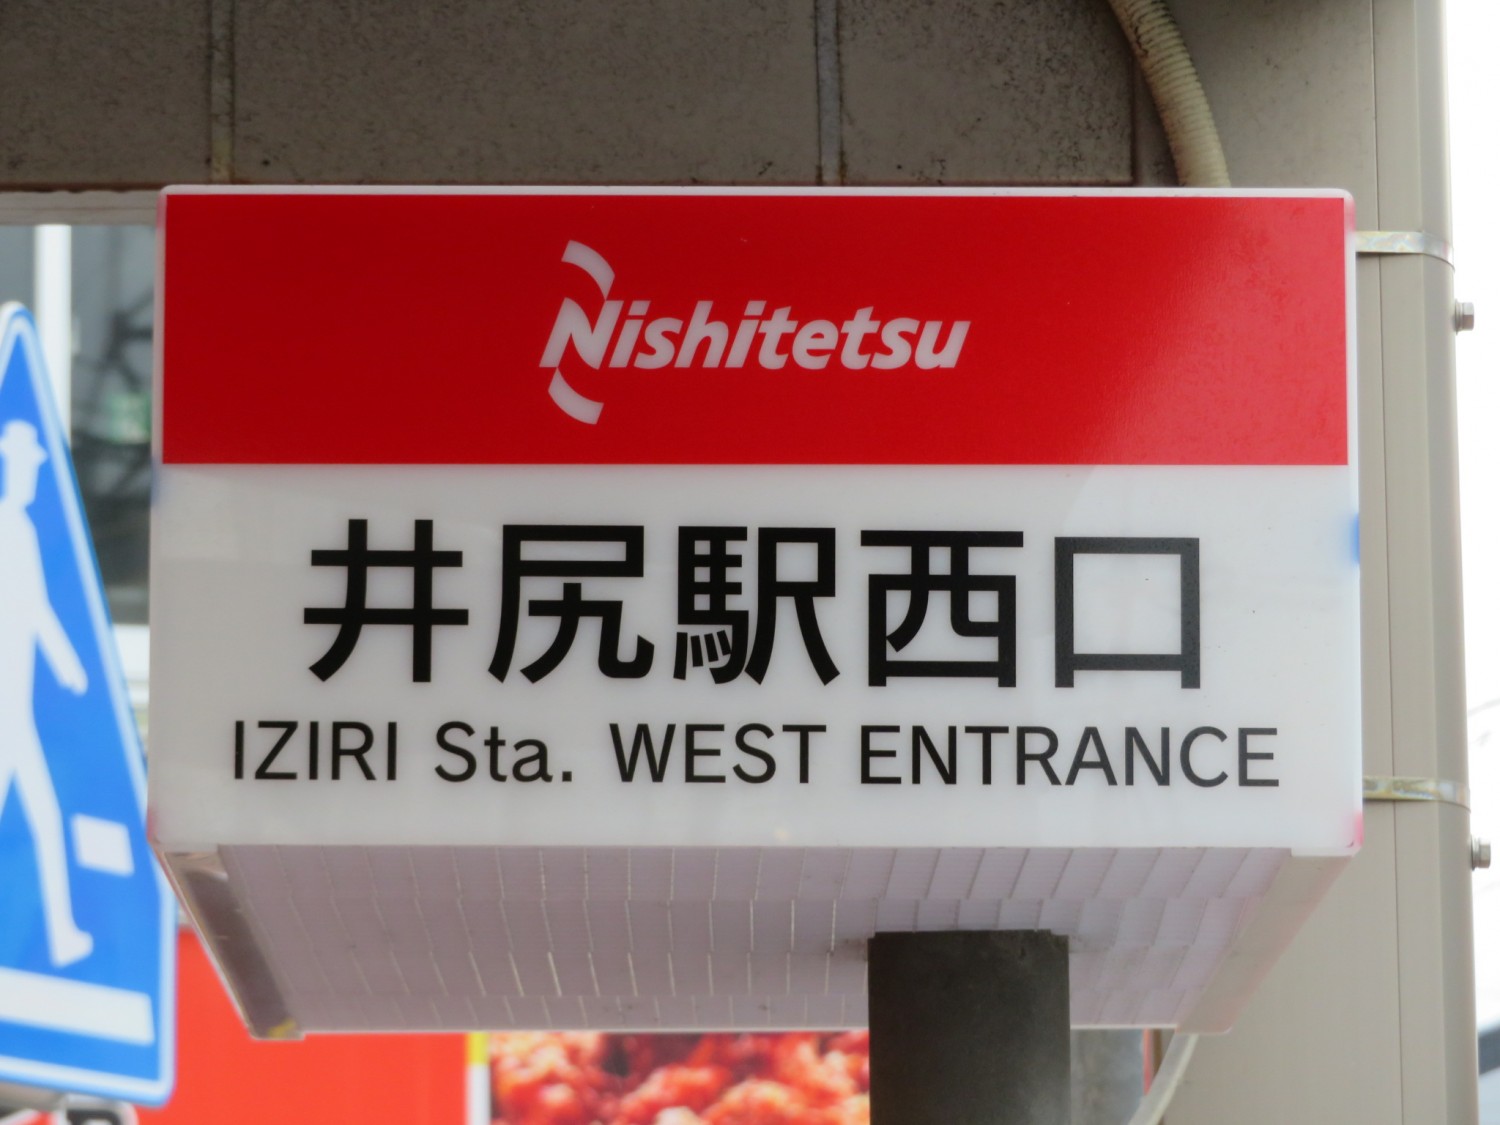 Nishitetsu
井尻駅西口
IZIRI Sta. WEST ENTRANCE